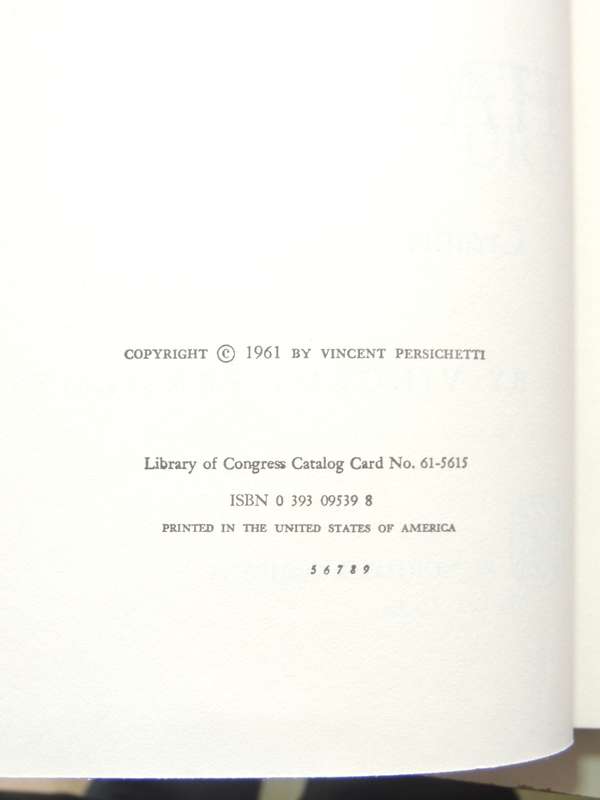 COPYRIGHT © 1961 BY VINCENT PERSICHETTI
Library of Congress Catalog Card No. 61-5615
ISBN 0 393 09539 8
PRINTED IN THE UNITED STATES OF AMERICA
5 6 7 8 9